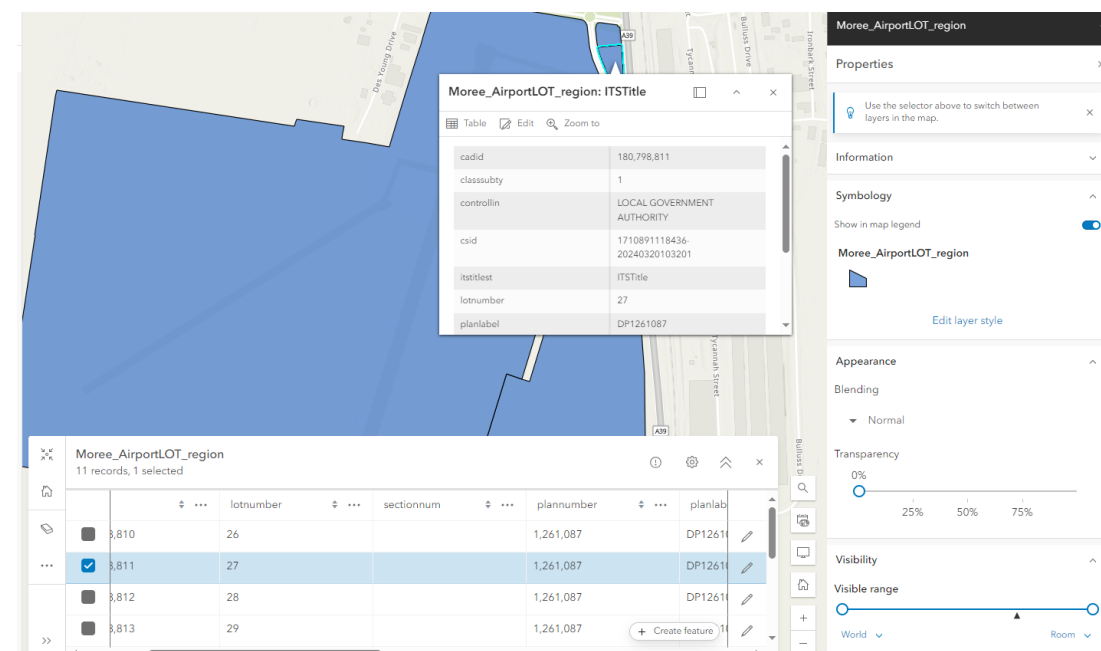 Moree_AirportLOT_region
Properties
Use the selector above to switch between
layers in the map.
Information
Symbology
Show in map legend
Moree_AirportLOT_region
Edit layer style
Appearance
Blending
Normal
Transparency
0%
25% 50% 75%
Visibility
Visible range
World Room
Des Young Drive
A39
Tycann
Bulluss Drive
Ironbark Street
Moree_AirportLOT_region: ITSTitle
Table Edit Zoom to
cadid 180,798,811
classsubty 1
controllin LOCAL GOVERNMENT
AUTHORITY
csid 1710891118436-
20240320103201
itstitlest ITSTitle
lotnumber 27
planlabel DP1261087
Tycannah Street
A39
Bulluss D
Moree_AirportLOT_region
11 records, 1 selected
lotnumber sectionnum plannumber planlab
,810 26 1,261,087 DP1261
,811 27 1,261,087 DP1261
,812 28 1,261,087 DP1261
,813 29 1,261,087
+ Create feature